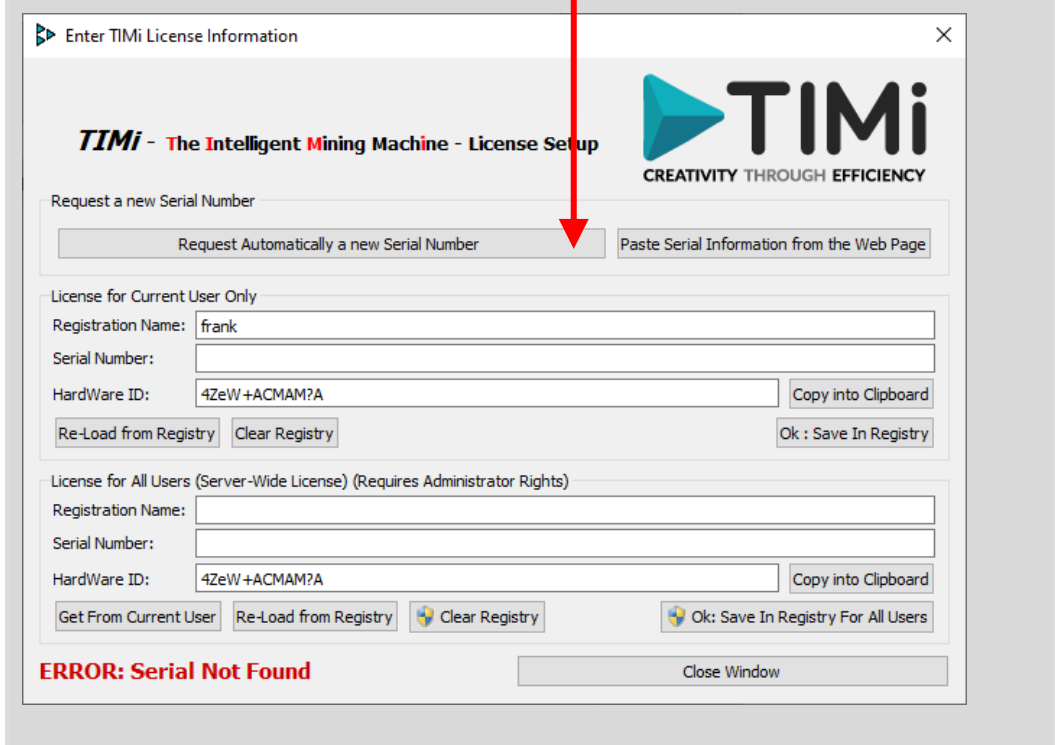 Enter TIMi License Information
TIMi
CREATIVITY THROUGH EFFICIENCY
TIMi - The Intelligent Mining Machine - License Setup
Request a new Serial Number
Request Automatically a new Serial Number
Paste Serial Information from the Web Page
License for Current User Only
Registration Name: frank
Serial Number:
HardWare ID: 4ZeW+ACMAM?A Copy into Clipboard
Re-Load from Registry Clear Registry Ok : Save In Registry
License for All Users (Server-Wide License) (Requires Administrator Rights)
Registration Name:
Serial Number:
HardWare ID: 4ZeW+ACMAM?A Copy into Clipboard
Get From Current User Re-Load from Registry Clear Registry Ok: Save In Registry For All Users
ERROR: Serial Not Found Close Window